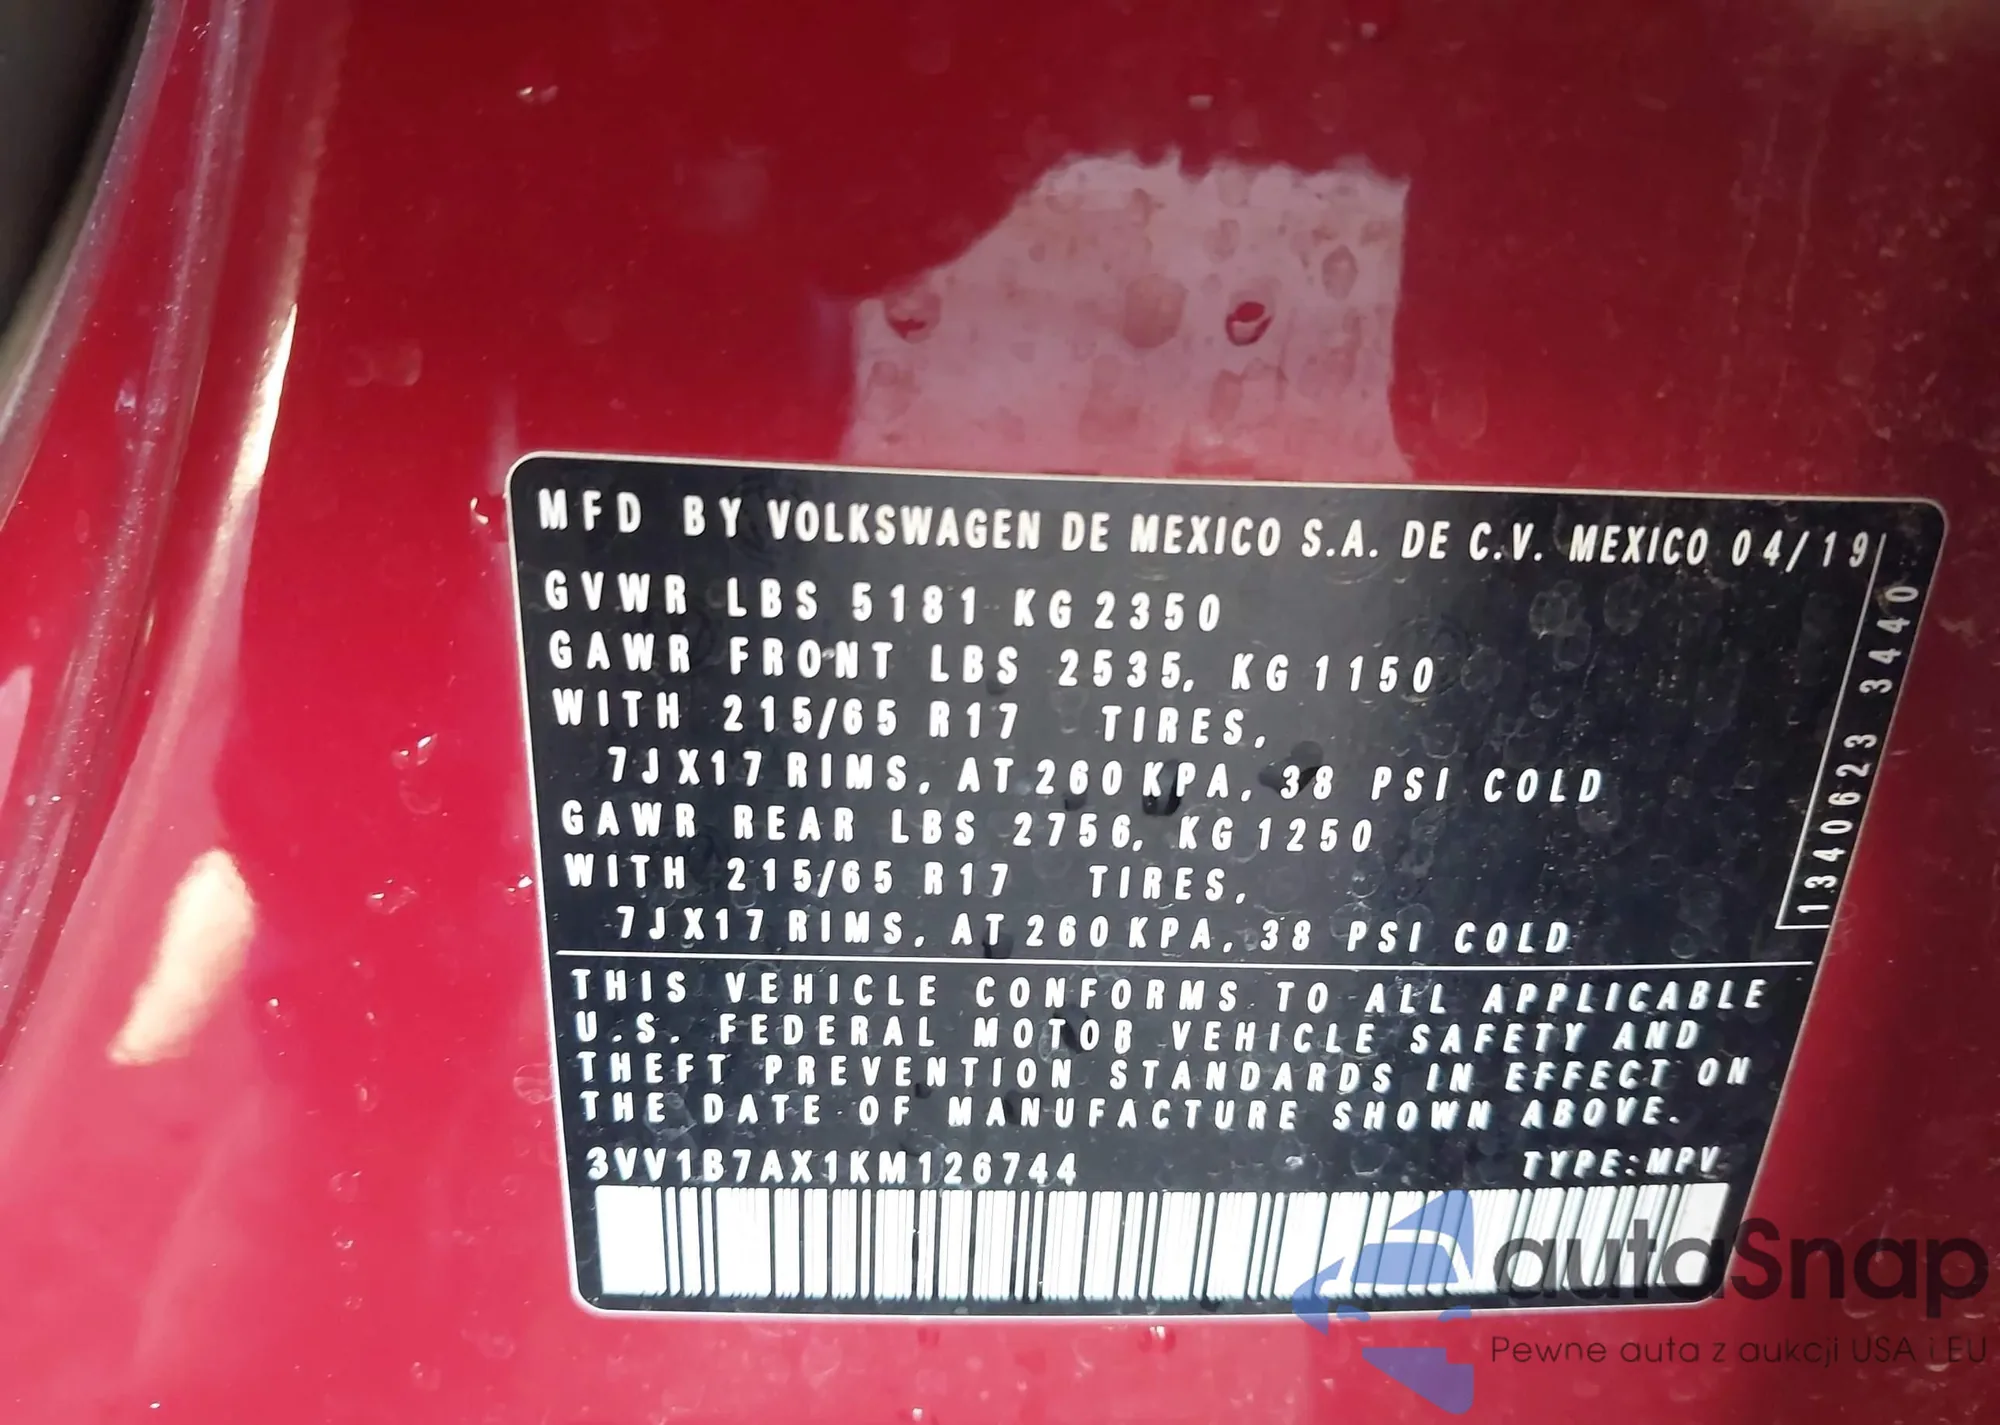 MFD BY VOLKSWAGEN DE MEXICO S.A. DE C.V. MEXICO 04/19
GVWR LBS 5181 KG 2350
GAWR FRONT LBS 2535, KG 1150
WITH 215/65 R17 TIRES,
7JX17 RIMS, AT 260 KPA, 38 PSI COLD
GAWR REAR LBS 2756, KG 1250
WITH 215/65 R17 TIRES,
7JX17 RIMS, AT 260 KPA, 38 PSI COLD
1340623 3440
THIS VEHICLE CONFORMS TO ALL APPLICABLE
U.S. FEDERAL MOTOR VEHICLE SAFETY AND
THEFT PREVENTION STANDARDS IN EFFECT ON
THE DATE OF MANUFACTURE SHOWN ABOVE.
3VV1B7AX1KM126744 TYPE: MPV
autaSnap
Pewne auta z aukcji USA i EU